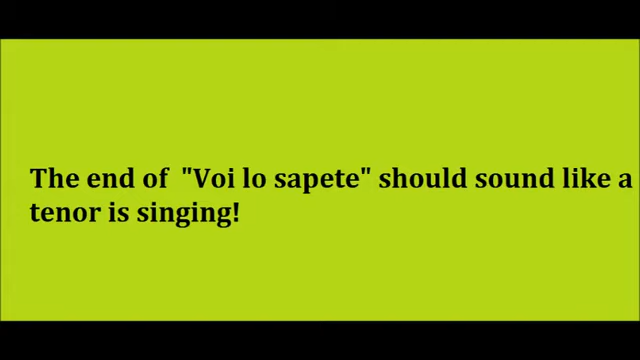 The end of "Voi lo sapete" should sound like a
tenor is singing!